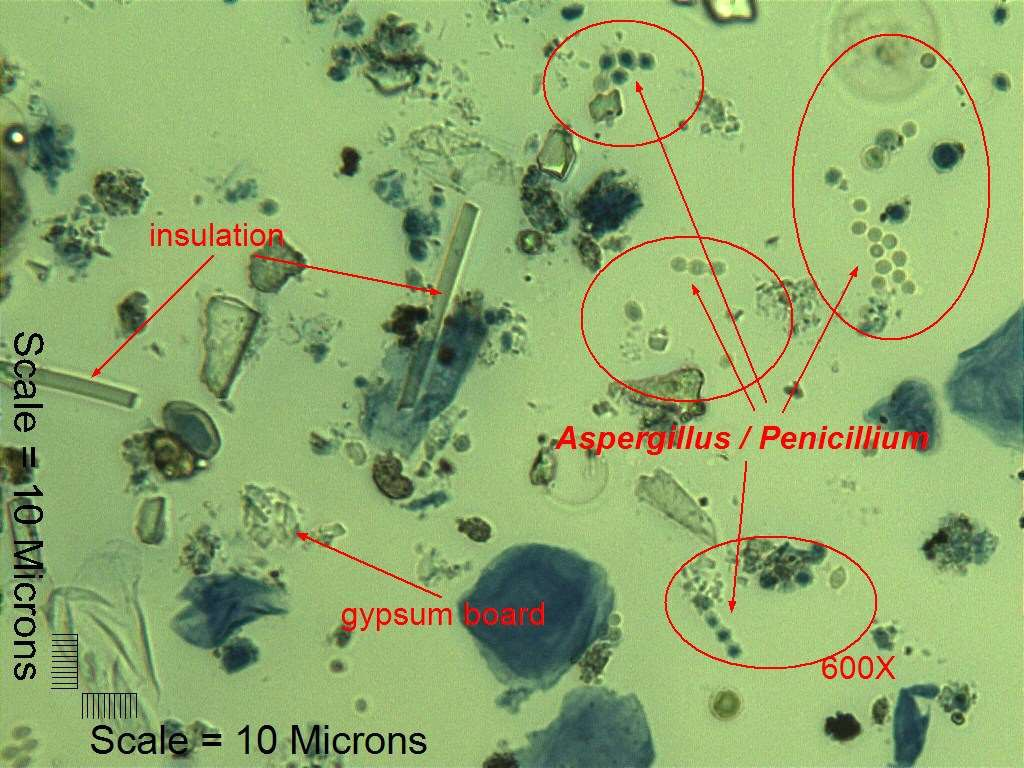 insulation
Aspergillus / Penicillium
gypsum board
600X
Scale = 10 Microns
Scale = 10 Microns